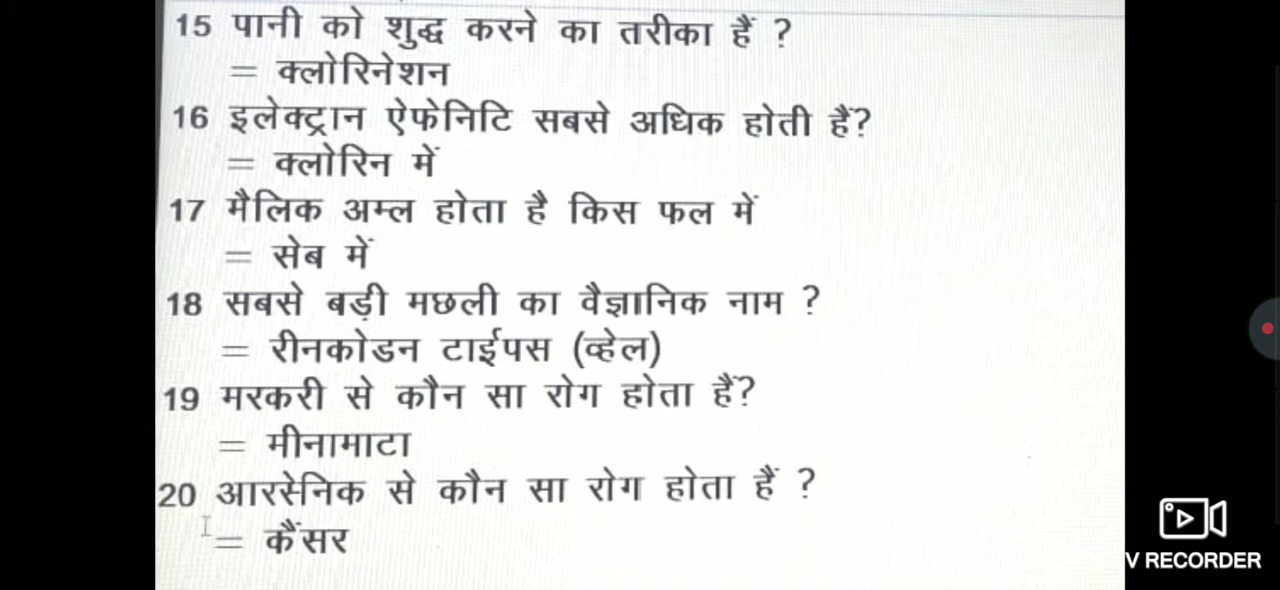 15 पानी को शुद्ध करने का तरीका हैं ?
= क्लोरिनेशन
16 इलेक्ट्रान ऐफेनिटि सबसे अधिक होती हैं?
= क्लोरिन में
17 मैलिक अम्ल होता है किस फल में
= सेब में
18 सबसे बड़ी मछली का वैज्ञानिक नाम ?
= रीनकोडन टाईपस (व्हेल)
19 मरकरी से कौन सा रोग होता हैं?
= मीनामाटा
20 आरसेनिक से कौन सा रोग होता हैं ?
= कैंसर
V RECORDER